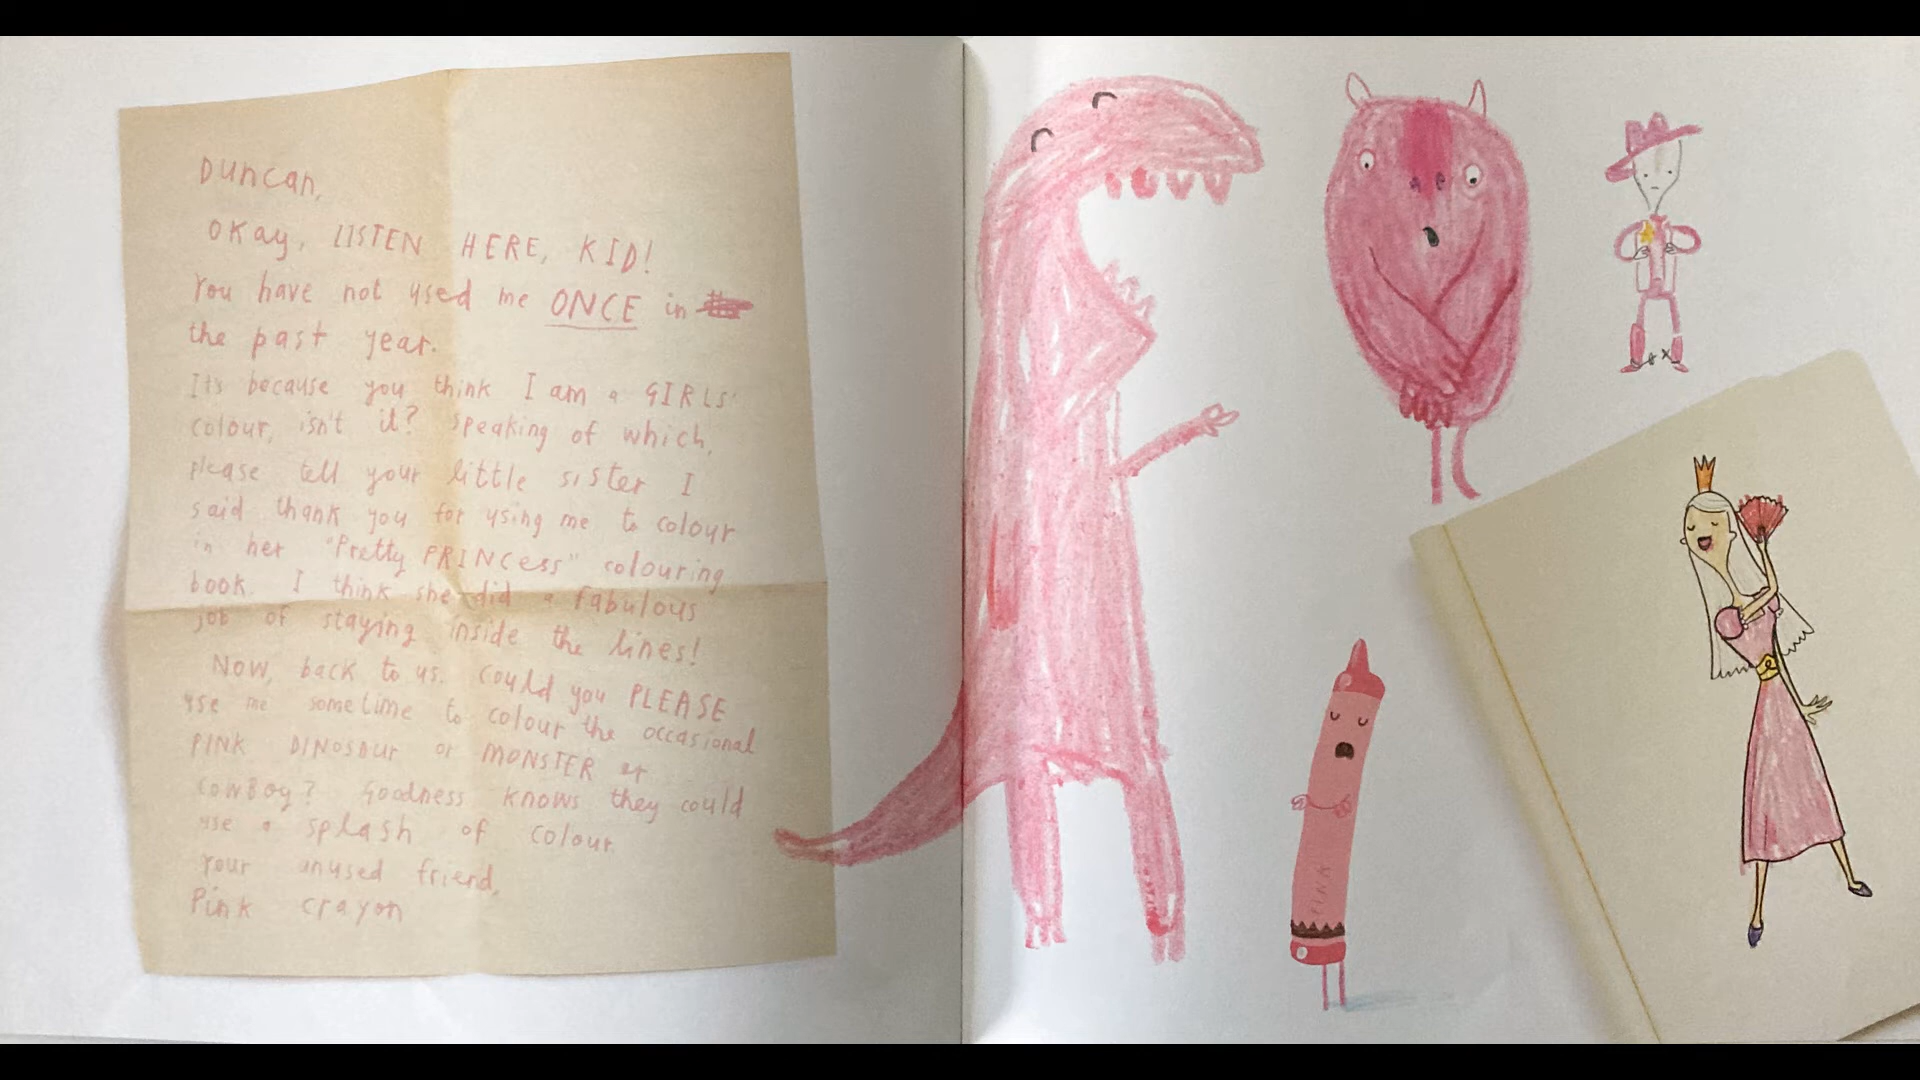 Duncan,
Okay, LISTEN HERE, KID!
You have not used me ONCE in
the past year.
It's because you think I am a GIRLS'
colour, isn't it? Speaking of which,
please tell your little sister I
said thank you for using me to colour
in her "Pretty PRINCess" colouring
book. I think she did a fabulous
job of staying inside the lines!
Now, back to us. Could you PLEASE
use me sometime to colour the occasional
PINK DINOSAUr or MONSTER or
COWBOY? Goodness knows they could
use a splash of colour.
Your unused friend,
Pink crayon
PINK